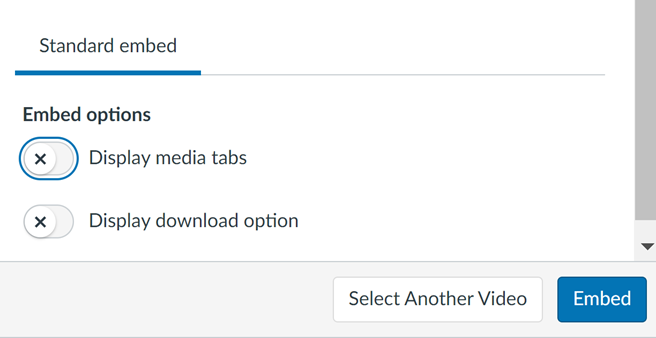 Standard embed
Embed options
Display media tabs
Display download option
Select Another Video
Embed